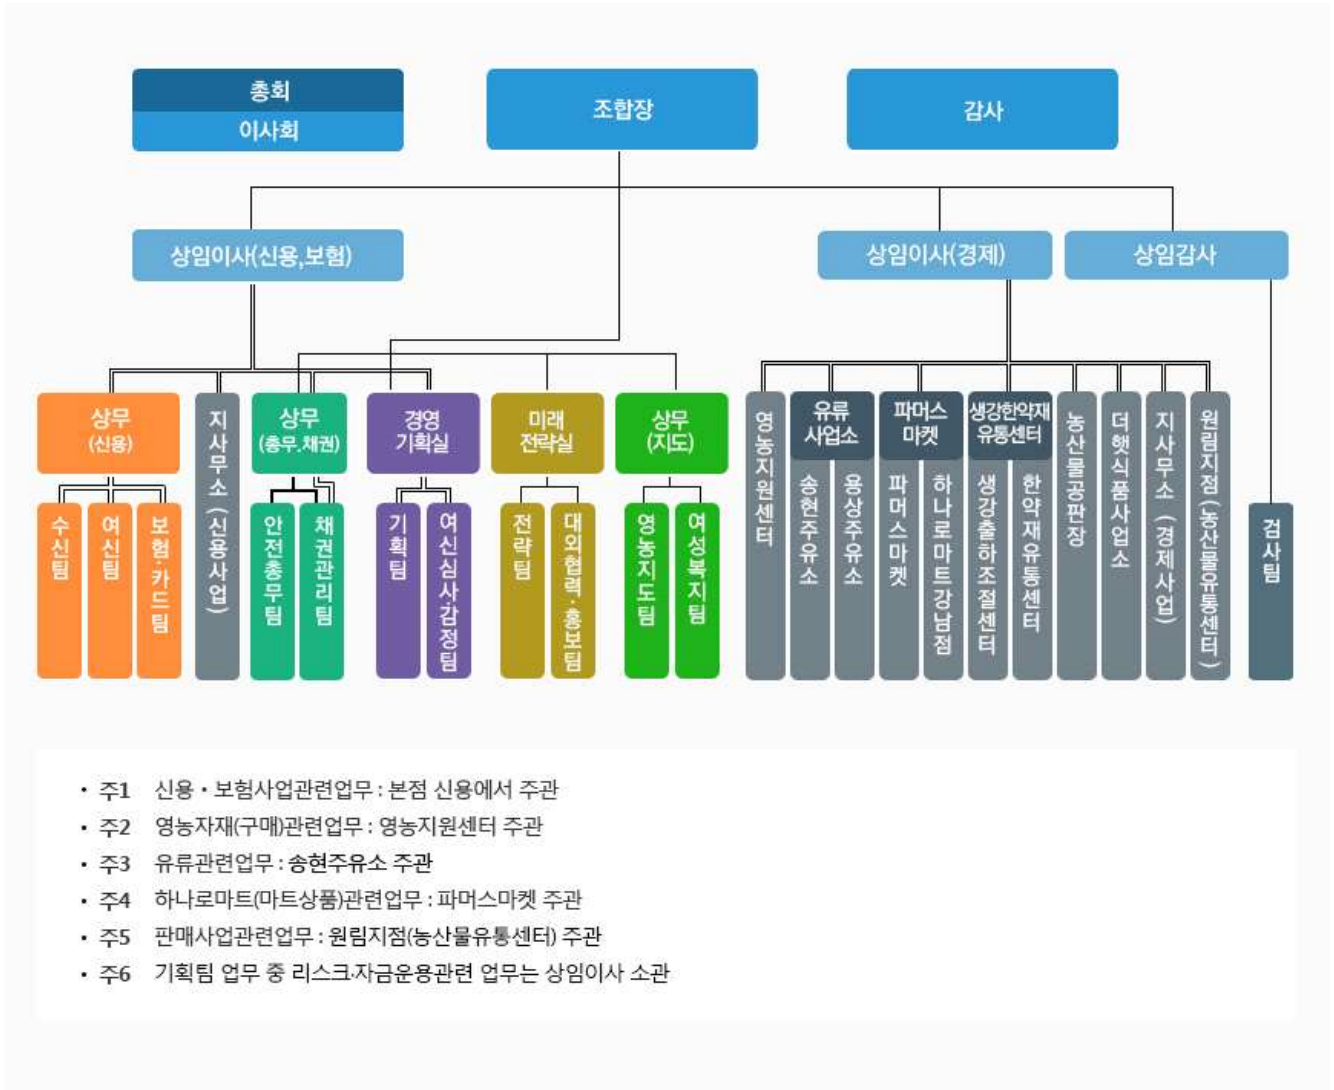 총회
이사회
조합장
감사
상임이사(신용,보험)
상임이사(경제)
상임감사
상무
(신용)
지사무소(신용사업)
상무
(총무.채권)
경영
기획실
미래
전략실
상무
(지도)
영농지원센터
유류
사업소
파머스
마켓
생강한약재
유통센터
농산물공판장
더햇식품사업소
지사무소(경제사업)
원림지점(농산물유통센터)
수신팀
여신팀
보험·카드팀
안전총무팀
채권관리팀
기획팀
여신심사·감정팀
전략팀
대외협력·홍보팀
영농지도팀
여성복지팀
송현주유소
용상주유소
파머스마켓
하나로마트강남점
생강출하조절센터
한약재유통센터
검사팀
• 주1 신용・보험사업관련업무 : 본점 신용에서 주관
• 주2 영농자재(구매)관련업무 : 영농지원센터 주관
• 주3 유류관련업무 : 송현주유소 주관
• 주4 하나로마트(마트상품)관련업무 : 파머스마켓 주관
• 주5 판매사업관련업무 : 원림지점(농산물유통센터) 주관
• 주6 기획팀 업무 중 리스크·자금운용관련 업무는 상임이사 소관